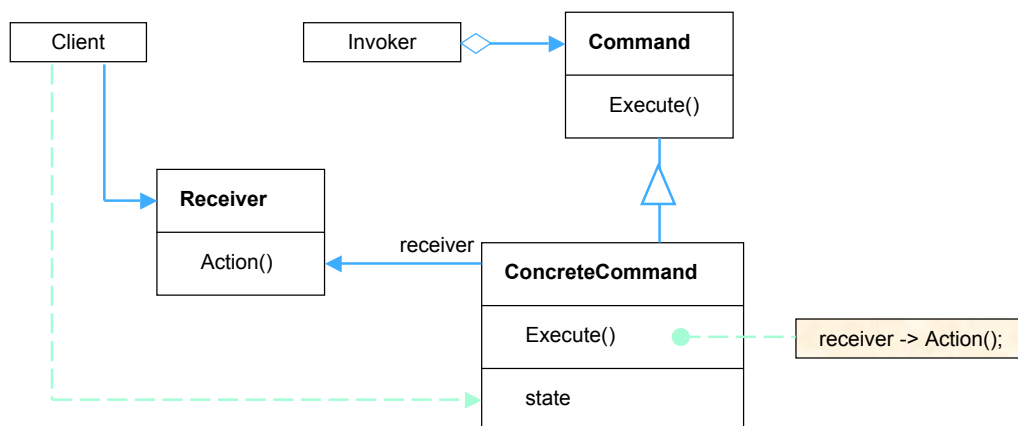 Client
Invoker
Command
Execute()
Receiver
Action()
receiver
ConcreteCommand
Execute()
receiver -> Action();
state